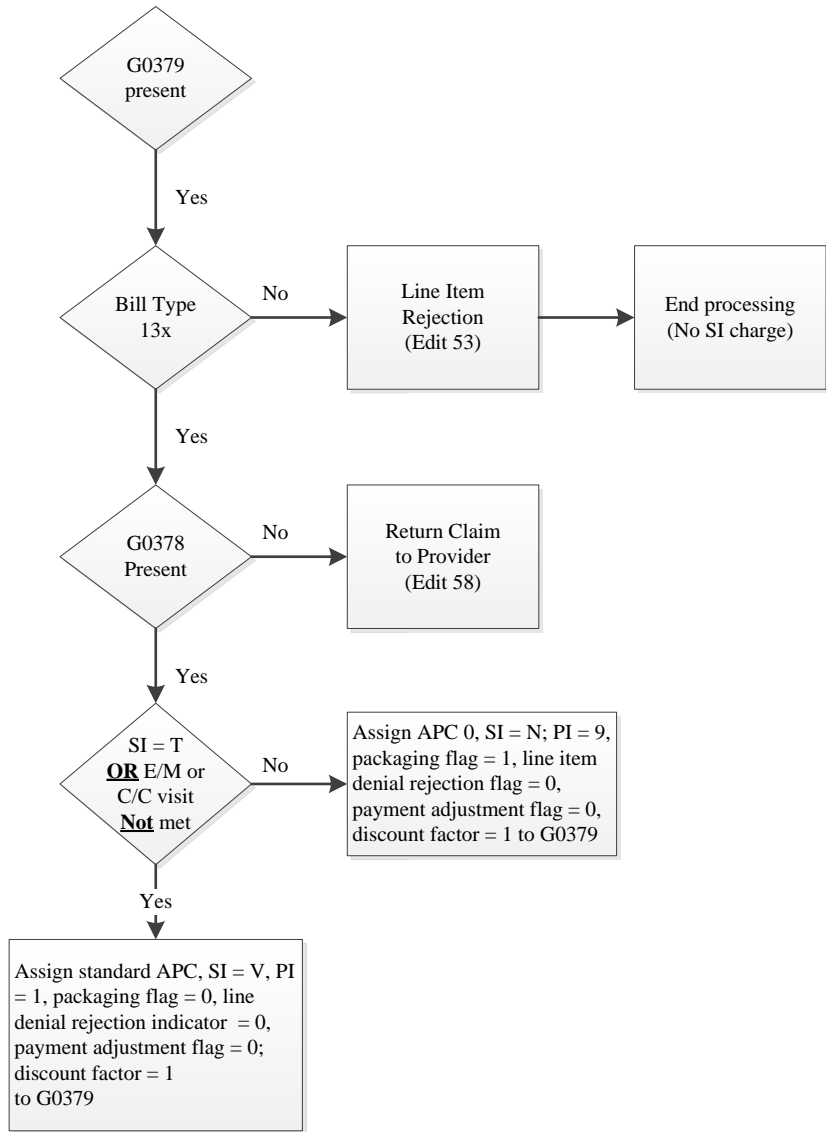 G0379
present
Yes
Bill Type
13x
No
Line Item
Rejection
(Edit 53)
End processing
(No SI charge)
Yes
G0378
Present
No
Return Claim
to Provider
(Edit 58)
Yes
SI = T
OR E/M or
C/C visit
Not met
No
Assign APC 0, SI = N; PI = 9,
packaging flag = 1, line item
denial rejection flag = 0,
payment adjustment flag = 0,
discount factor = 1 to G0379
Yes
Assign standard APC, SI = V, PI
= 1, packaging flag = 0, line
denial rejection indicator = 0,
payment adjustment flag = 0;
discount factor = 1
to G0379